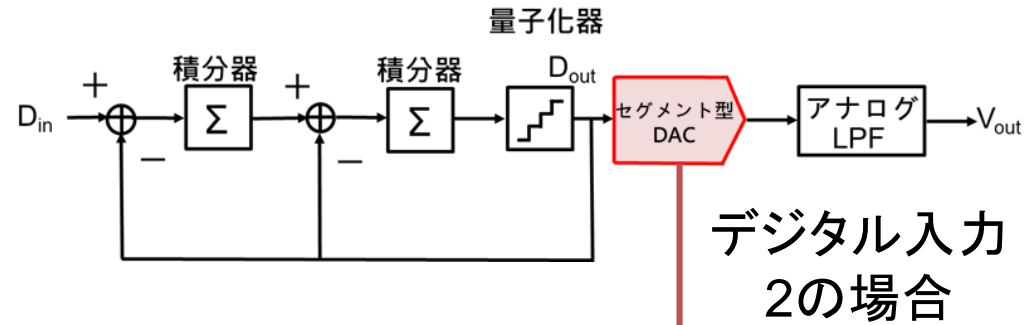 量子化器
積分器
積分器
Dout
Din
+
−
Σ
+
−
Σ
セグメント型
DAC
アナログ
LPF
Vout
デジタル入力
2の場合